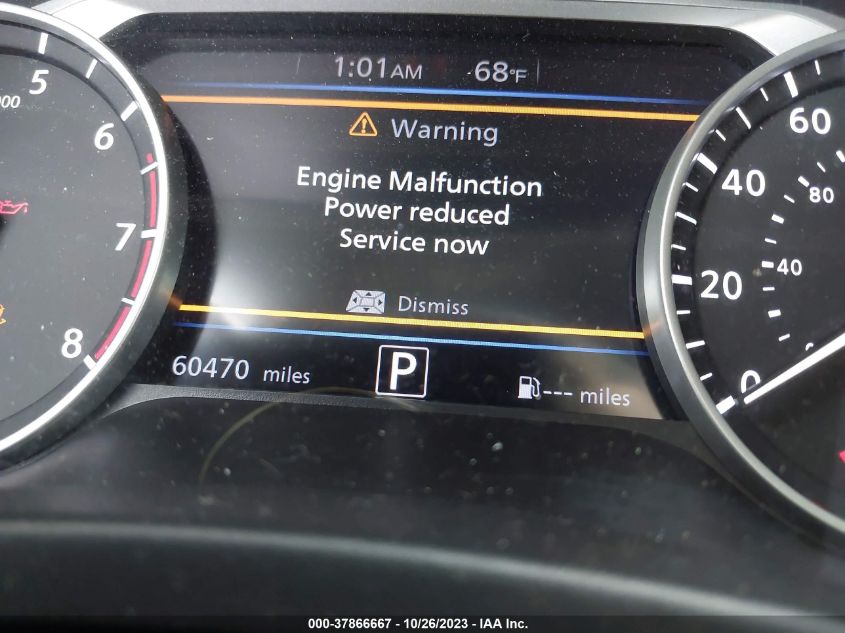 1:01AM 68°F
Warning
Engine Malfunction
Power reduced
Service now
Dismiss
60470 miles P --- miles
5
000
6
7
8
60
40
20
0
80
40
000-37866667 - 10/26/2023 - IAA Inc.